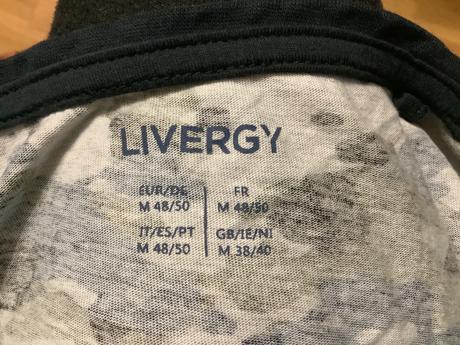 LIVERGY
EUR/DE FR
M 48/50 M 48/50
IT/ES/PT GB/IE/NI
M 48/50 M 38/40